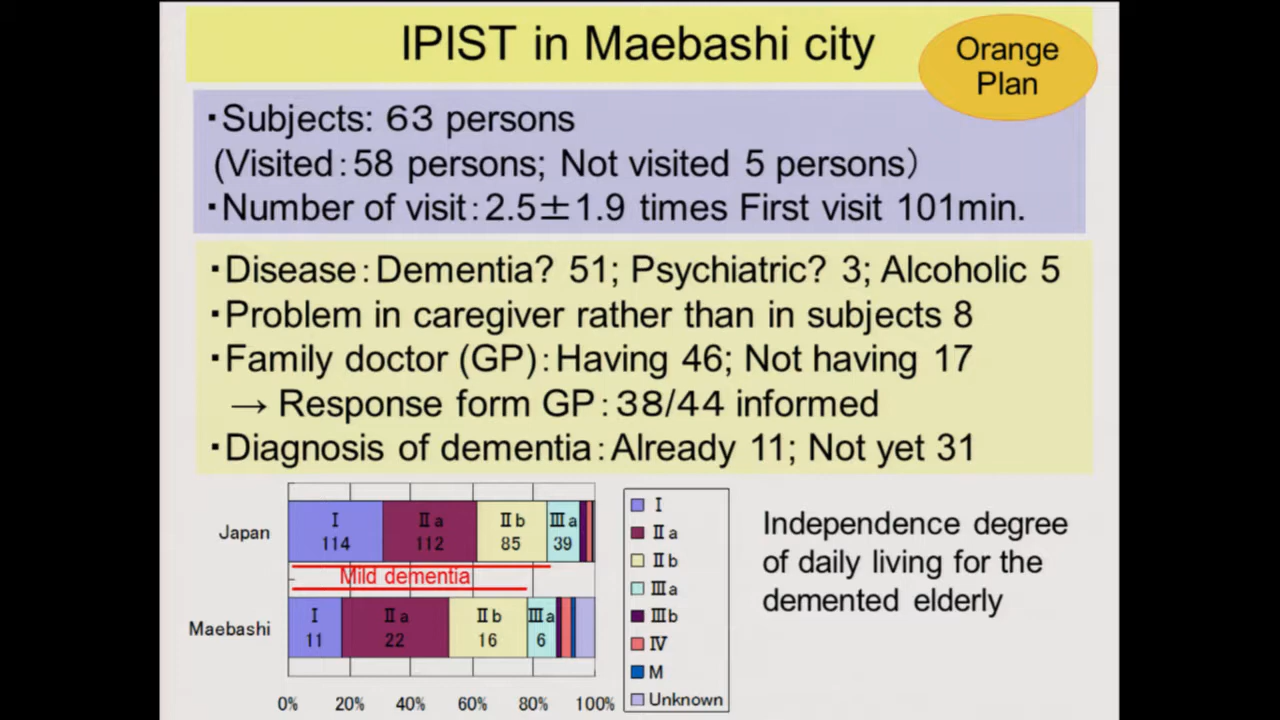 IPIST in Maebashi city
Orange
Plan
・Subjects: 63 persons
(Visited:58 persons; Not visited 5 persons)
・Number of visit:2.5±1.9 times First visit 101min.
・Disease:Dementia? 51; Psychiatric? 3; Alcoholic 5
・Problem in caregiver rather than in subjects 8
・Family doctor (GP):Having 46; Not having 17
→ Response form GP:38/44 informed
・Diagnosis of dementia:Already 11; Not yet 31
Japan
Ⅰ Ⅱa Ⅱb Ⅲa
114 112 85 39
Mild dementia
Maebashi
Ⅰ Ⅱa Ⅱb Ⅲa
11 22 16 6
0% 20% 40% 60% 80% 100%
Ⅰ
Ⅱa
Ⅱb
Ⅲa
Ⅲb
Ⅳ
M
Unknown
Independence degree
of daily living for the
demented elderly